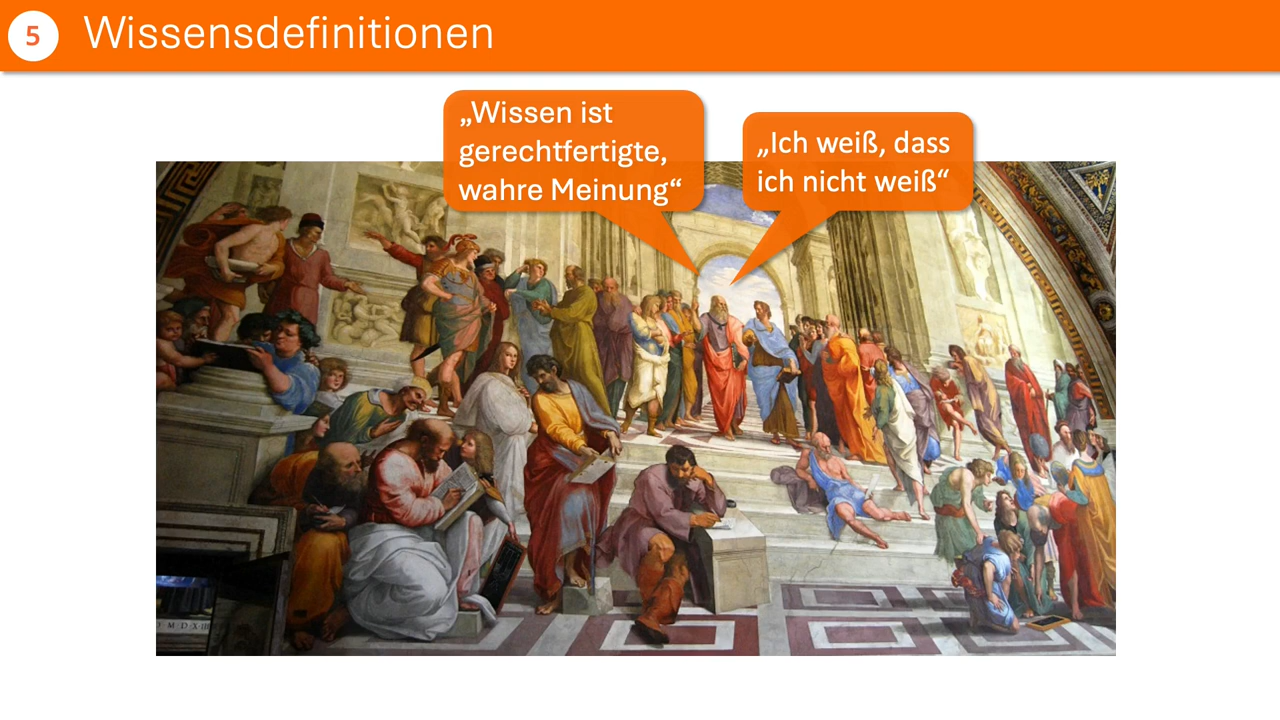 5
Wissensdefinitionen
„Wissen ist
gerechtfertigte,
wahre Meinung“
„Ich weiß, dass
ich nicht weiß“